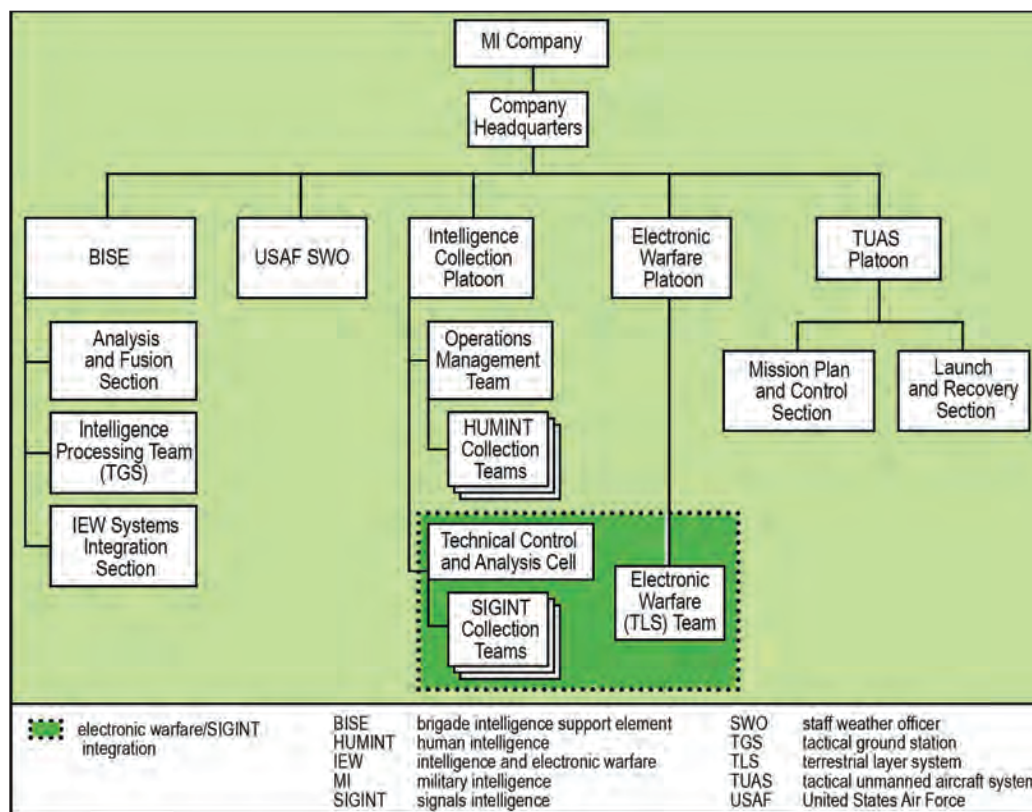 MI Company
Company
Headquarters
BISE
USAF SWO
Intelligence
Collection
Platoon
Electronic
Warfare
Platoon
TUAS
Platoon
Analysis
and Fusion
Section
Operations
Management
Team
Mission Plan
and Control
Section
Launch
and Recovery
Section
Intelligence
Processing Team
(TGS)
HUMINT
Collection
Teams
IEW Systems
Integration
Section
Technical Control
and Analysis Cell
Electronic
Warfare
(TLS) Team
SIGINT
Collection
Teams
electronic warfare/SIGINT
integration
BISE brigade intelligence support element
HUMINT human intelligence
IEW intelligence and electronic warfare
MI military intelligence
SIGINT signals intelligence
SWO staff weather officer
TGS tactical ground station
TLS terrestrial layer system
TUAS tactical unmanned aircraft system
USAF United States Air Force